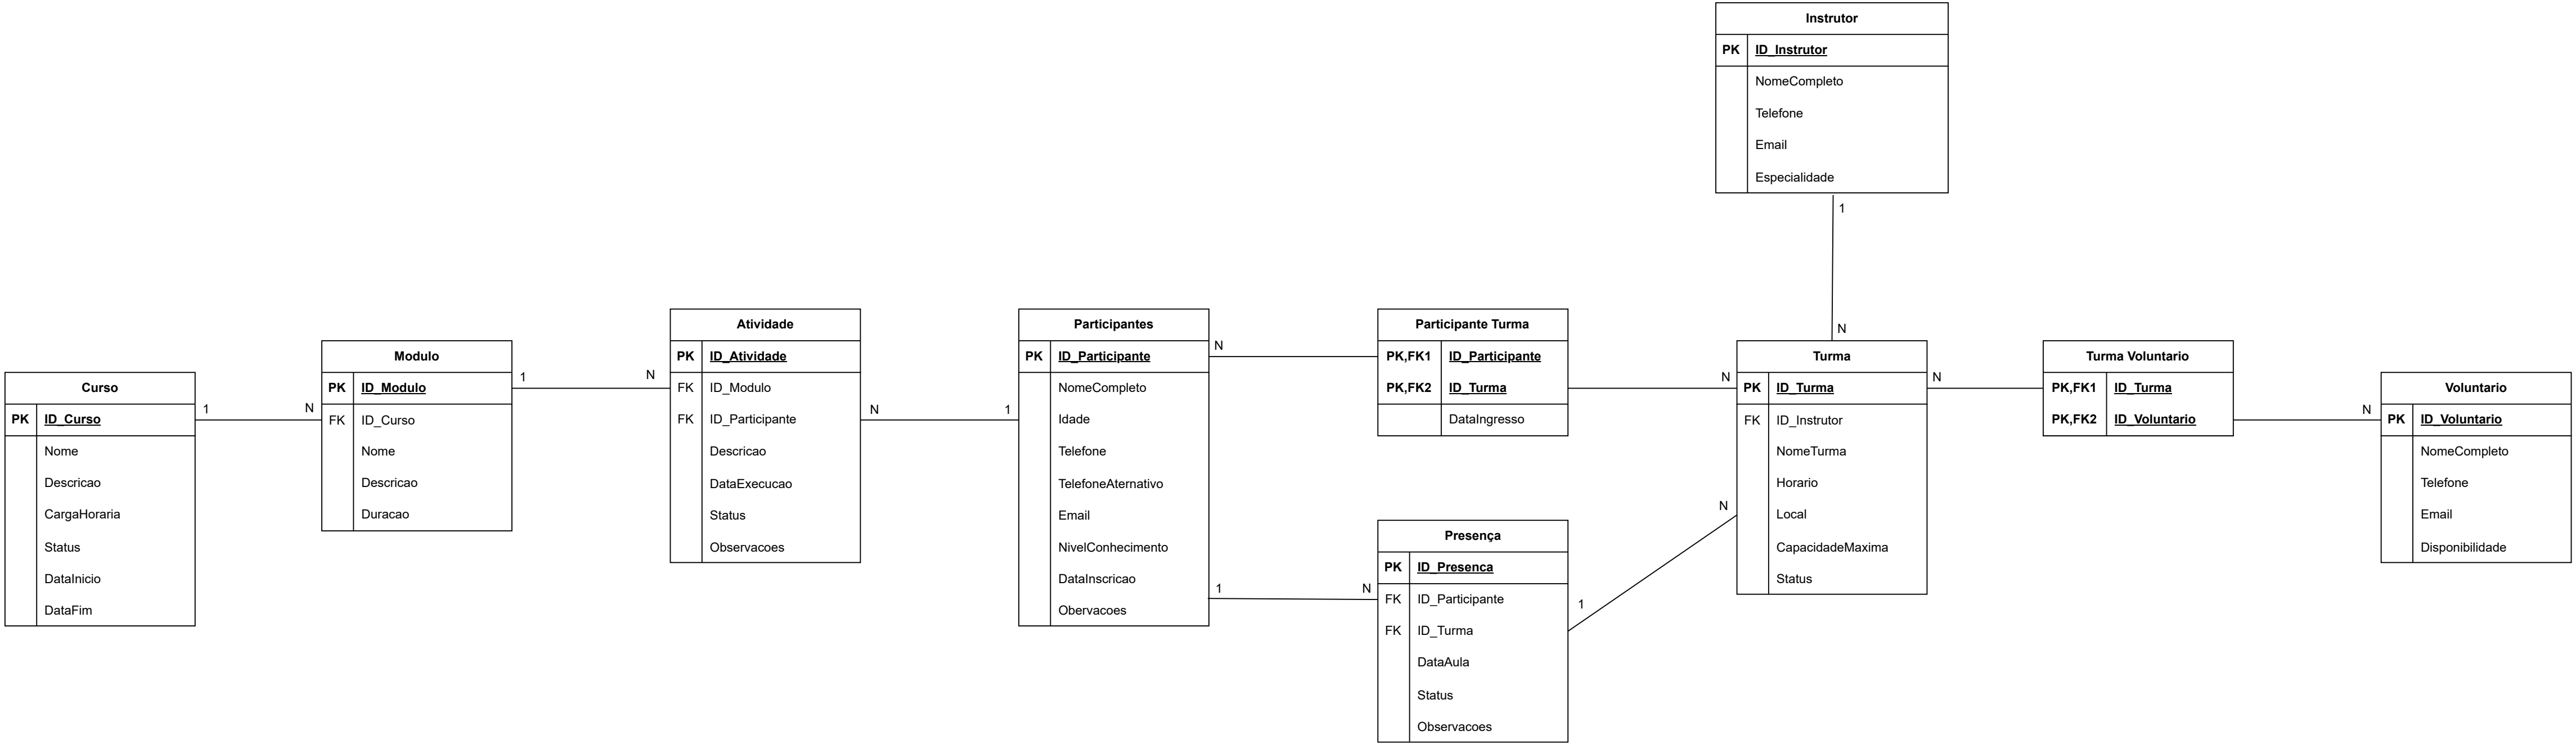 Instrutor
PK ID_Instrutor
NomeCompleto
Telefone
Email
Especialidade
1
N
Curso
PK ID_Curso
Nome
Descricao
CargaHoraria
Status
DataInicio
DataFim
1
N
Modulo
PK ID_Modulo
FK ID_Curso
Nome
Descricao
Duracao
1
N
Atividade
PK ID_Atividade
FK ID_Modulo
FK ID_Participante
Descricao
DataExecucao
Status
Observacoes
N
1
Participantes
PK ID_Participante
NomeCompleto
Idade
Telefone
TelefoneAternativo
Email
NivelConhecimento
DataInscricao
Obervacoes
N
1
N
Participante Turma
PK,FK1 ID_Participante
PK,FK2 ID_Turma
DataIngresso
N
Presença
PK ID_Presenca
FK ID_Participante
FK ID_Turma
DataAula
Status
Observacoes
1
N
Turma
PK ID_Turma
FK ID_Instrutor
NomeTurma
Horario
Local
CapacidadeMaxima
Status
N
Turma Voluntario
PK,FK1 ID_Turma
PK,FK2 ID_Voluntario
N
Voluntario
PK ID_Voluntario
NomeCompleto
Telefone
Email
Disponibilidade